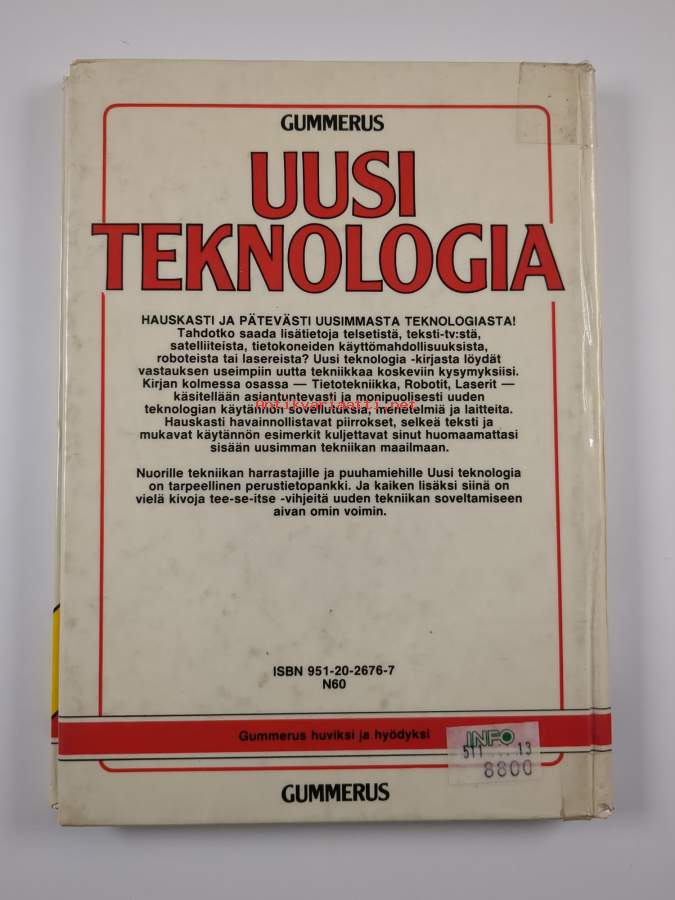 GUMMERUS
UUSI
TEKNOLOGIA
HAUSKASTI JA PÄTEVÄSTI UUSIMMASTA TEKNOLOGIASTA!
Tahdotko saada lisätietoja telsetistä, teksti-tv:stä,
satelliiteista, tietokoneiden käyttömahdollisuuksista,
roboteista tai lasereista? Uusi teknologia -kirjasta löydät
vastauksen useimpiin uutta tekniikkaa koskeviin kysymyksiisi.
Kirjan kolmessa osassa — Tietotekniikka, Robotit, Laserit —
käsitellään asiantuntevasti ja monipuolisesti uuden
Antikvariaatti.net
teknologian käytännön sovellutuksia, menetelmiä ja laitteita.
Hauskasti havainnollistavat piirrokset, selkeä teksti ja
mukavat käytännön esimerkit kuljettavat sinut huomaamattasi
sisään uusimman tekniikan maailmaan.
Nuorille tekniikan harrastajille ja puuhamiehille Uusi teknologia
on tarpeellinen perustietopankki. Ja kaiken lisäksi siinä on
vielä kivoja tee-se-itse -vihjeitä uuden tekniikan soveltamiseen
aivan omin voimin.
ISBN 951-20-2676-7
N60
Gummerus huviksi ja hyödyksi
INFO
511 13
8800
GUMMERUS